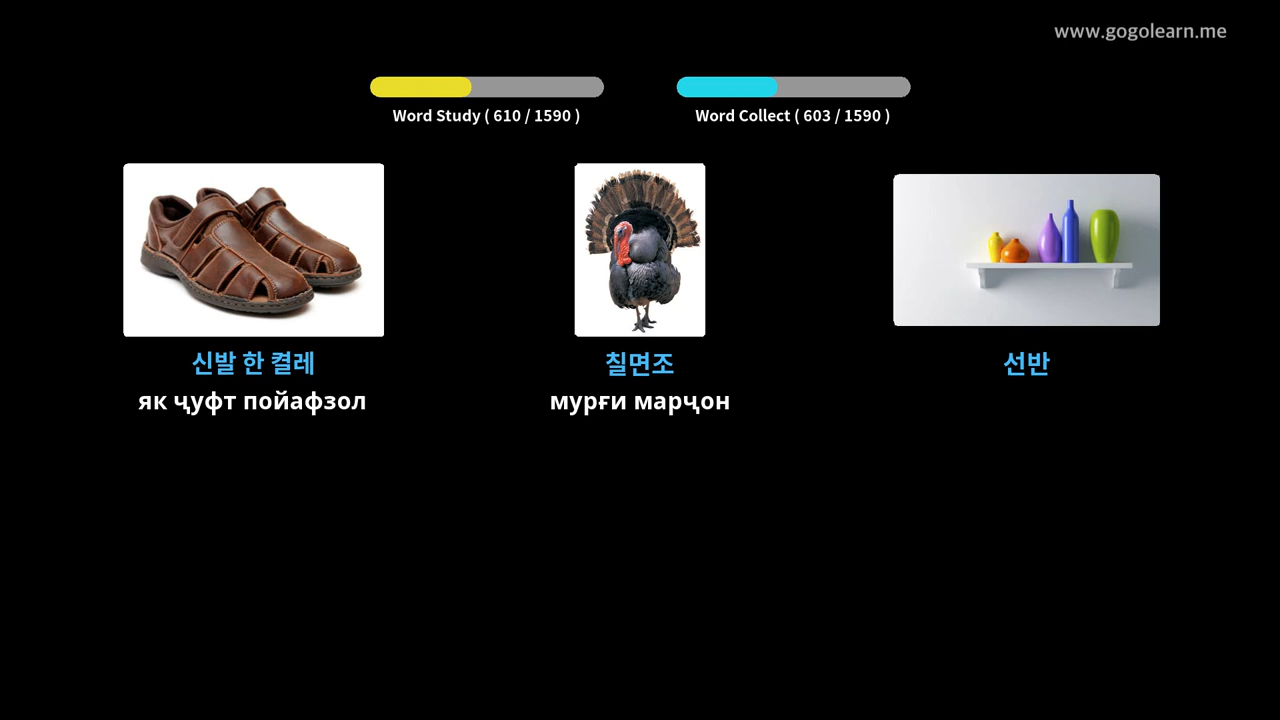 www.gogolearn.me
Word Study ( 610 / 1590 )
Word Collect ( 603 / 1590 )
신발 한 켤레
як ҷуфт пойафзол
칠면조
мурғи марҷон
선반